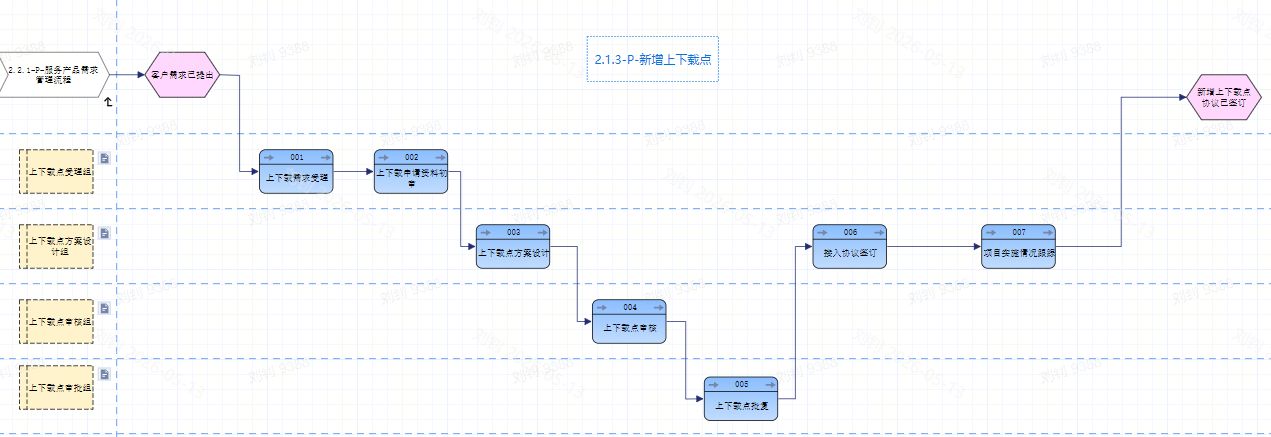 2.1.3-P-新增上下载点
2.2.1-P-服务产品需求
管理流程
客户需求已提出
新增上下载点
协议已签订
上下载点受理组
001
上下载需求受理
002
上下载申请资料初
审
上下载点方案设
计组
003
上下载点方案设计
006
接入协议签订
007
项目实施情况跟踪
上下载点审核组
004
上下载点审核
上下载点审批组
005
上下载点批复